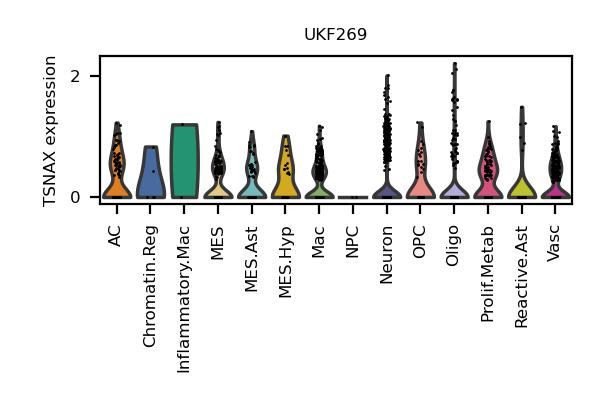 UKF269
TSNAX expression
2
0
AC
Chromatin.Reg
Inflammatory.Mac
MES
MES.Ast
MES.Hyp
Mac
NPC
Neuron
OPC
Oligo
Prolif.Metab
Reactive.Ast
Vasc